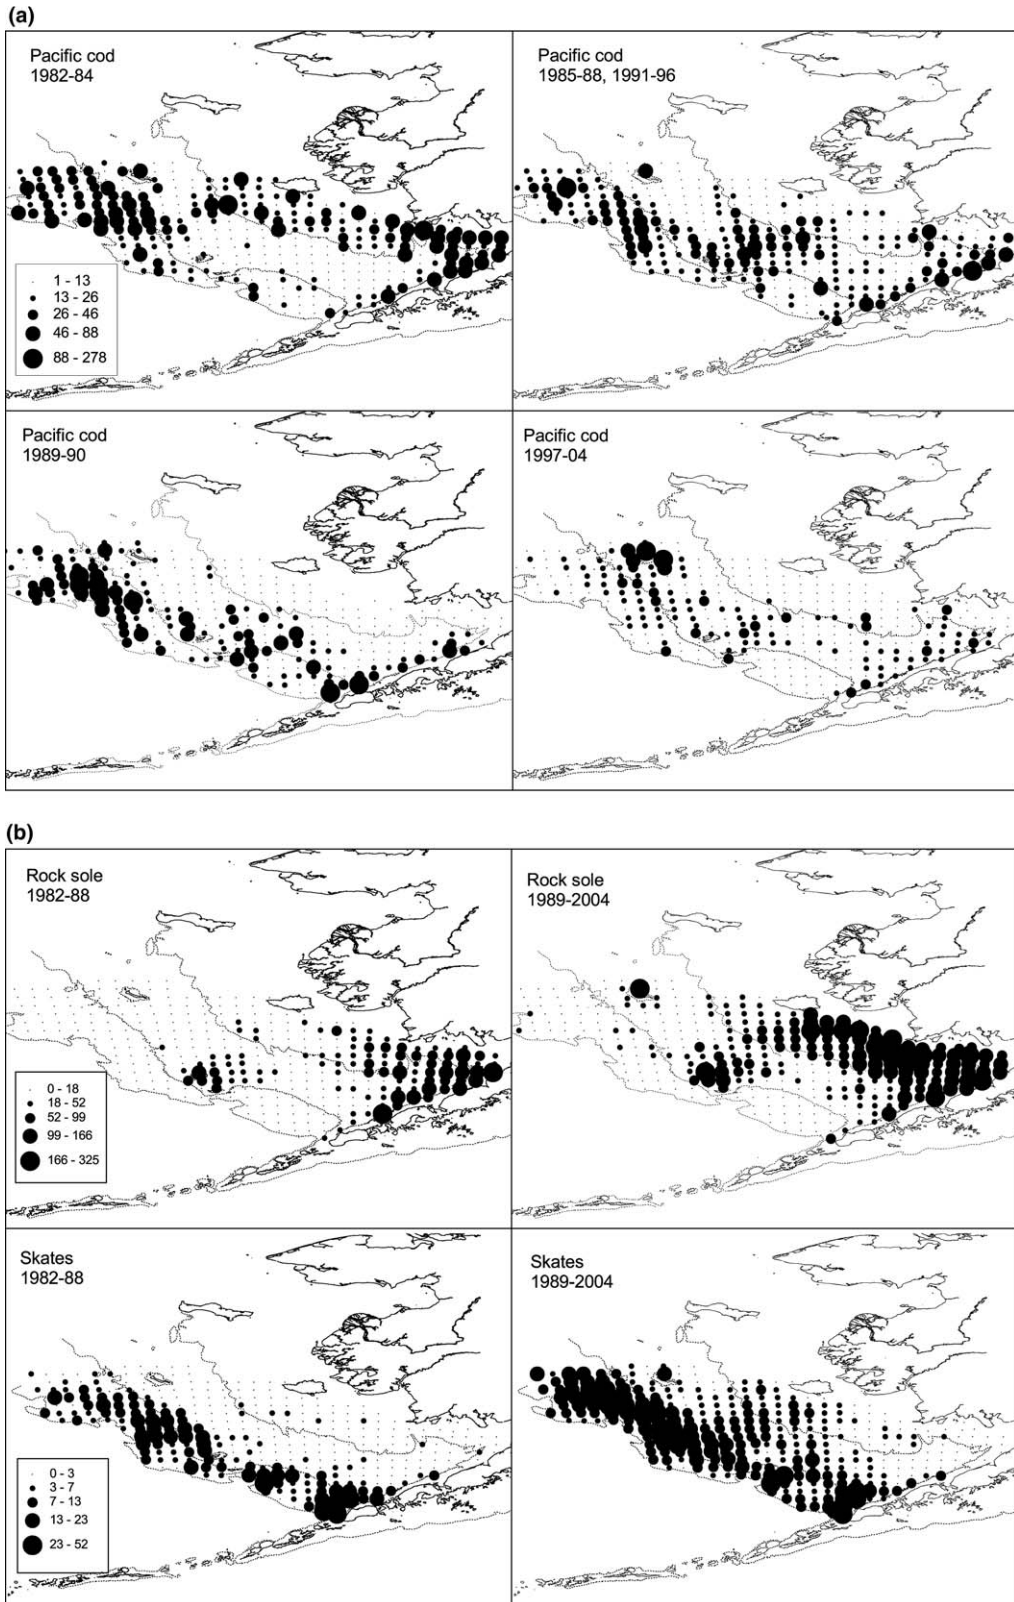 (a)
Pacific cod
1982-84
Pacific cod
1985-88, 1991-96
1 - 13
13 - 26
26 - 46
46 - 88
88 - 278
Pacific cod
1989-90
Pacific cod
1997-04
(b)
Rock sole
1982-88
Rock sole
1989-2004
0 - 18
18 - 52
52 - 99
99 - 166
166 - 325
Skates
1982-88
Skates
1989-2004
0 - 3
3 - 7
7 - 13
13 - 23
23 - 52